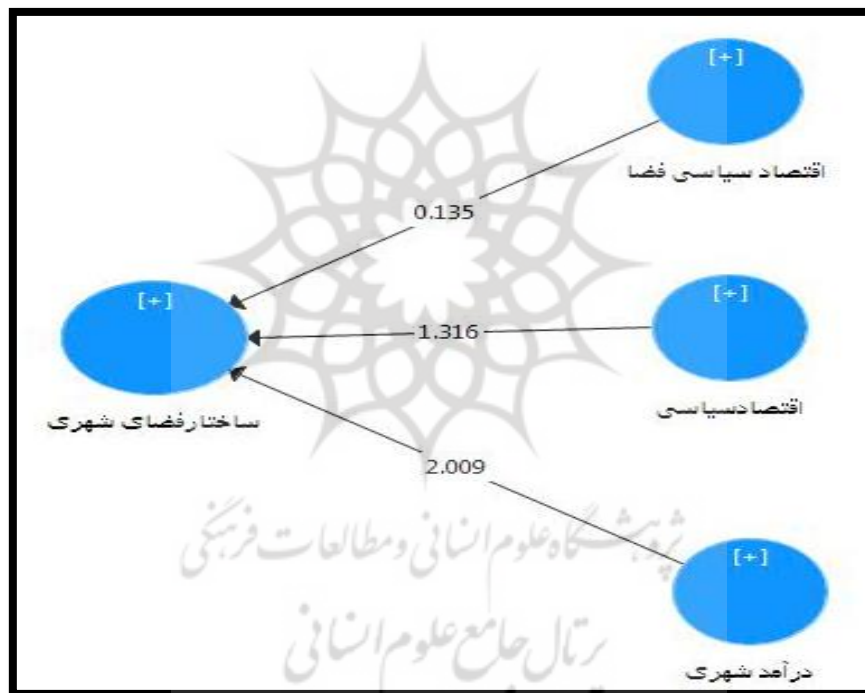 [+]
اقتصاد سیاسی فضا
0.135
[+]
[+]
1.316
ساختارفضای شهری
اقتصادسیاسی
2.009
پژوهشگاه علوم انسانی و مطالعات فرهنگی
[+]
پرتال جامع علوم انسانی
درآمد شهری